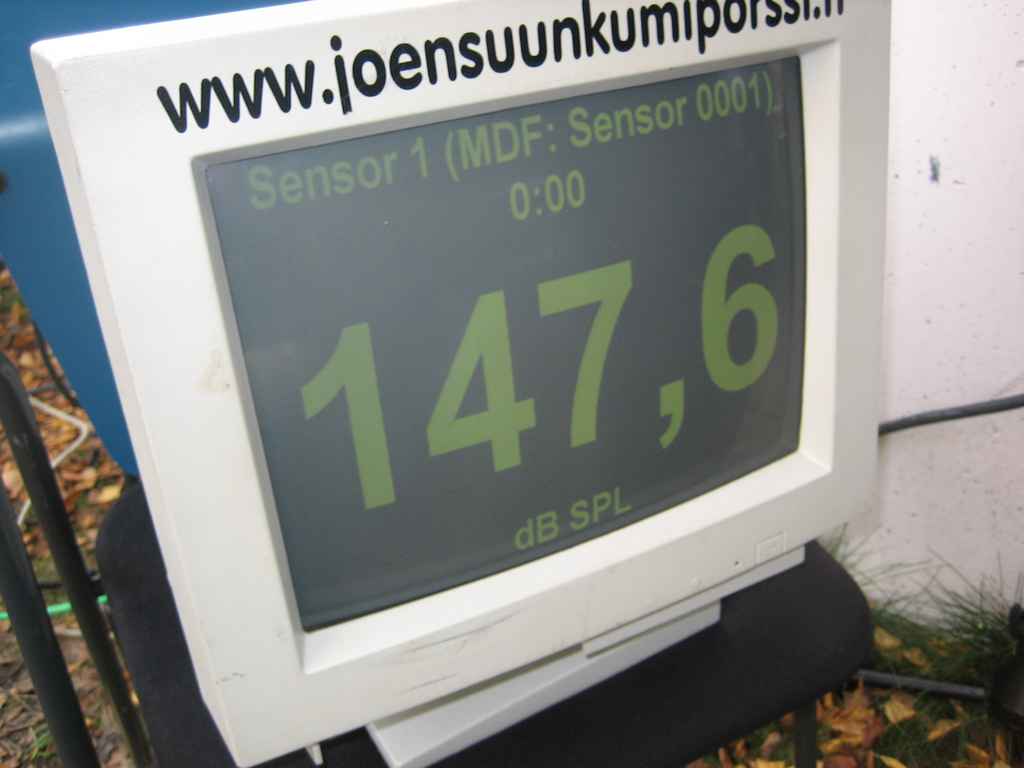 www.joensuunkumiporssi.fi
Sensor 1 (MDF: Sensor 0001)
0:00
147,6
dB SPL